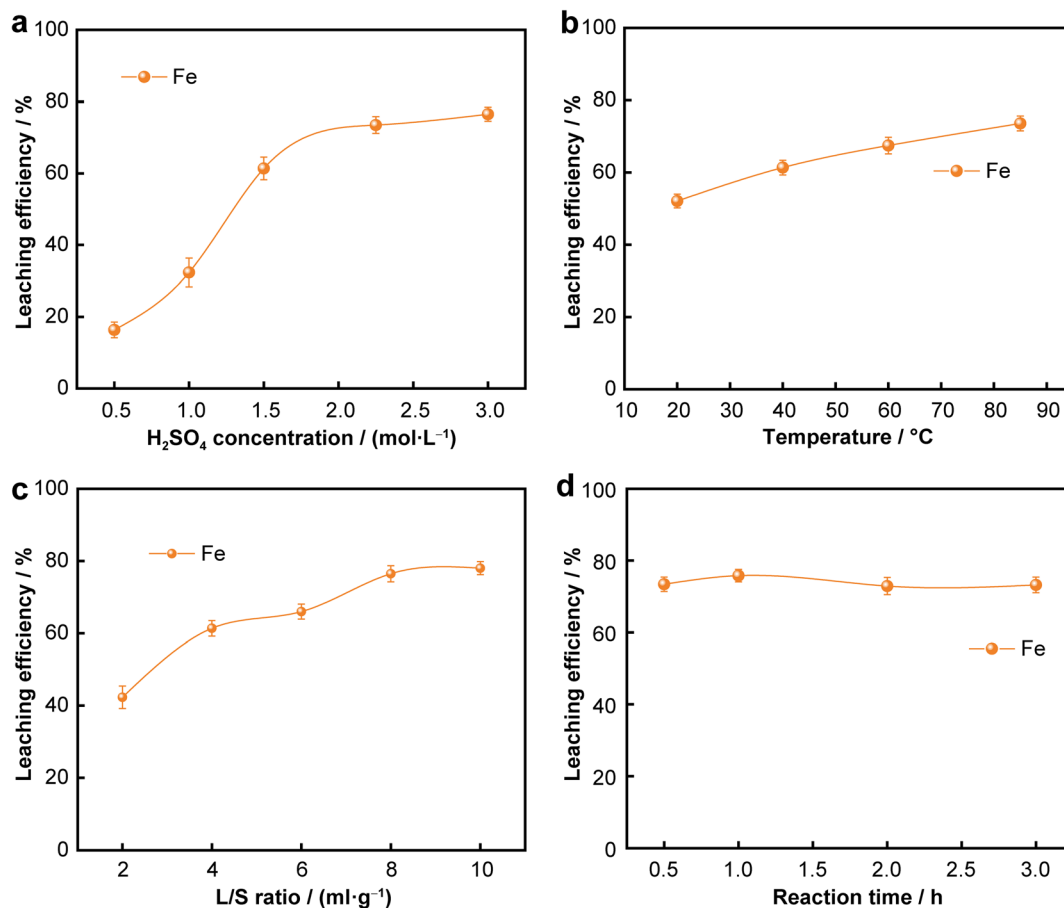 a
Fe
Leaching efficiency / %
100
80
60
40
20
0
0.5 1.0 1.5 2.0 2.5 3.0
H₂SO₄ concentration / (mol·L⁻¹)
b
Fe
Leaching efficiency / %
100
80
60
40
20
0
10 20 30 40 50 60 70 80 90
Temperature / °C
c
Fe
Leaching efficiency / %
100
80
60
40
20
0
2 4 6 8 10
L/S ratio / (ml·g⁻¹)
d
Fe
Leaching efficiency / %
100
80
60
40
20
0
0.5 1.0 1.5 2.0 2.5 3.0
Reaction time / h